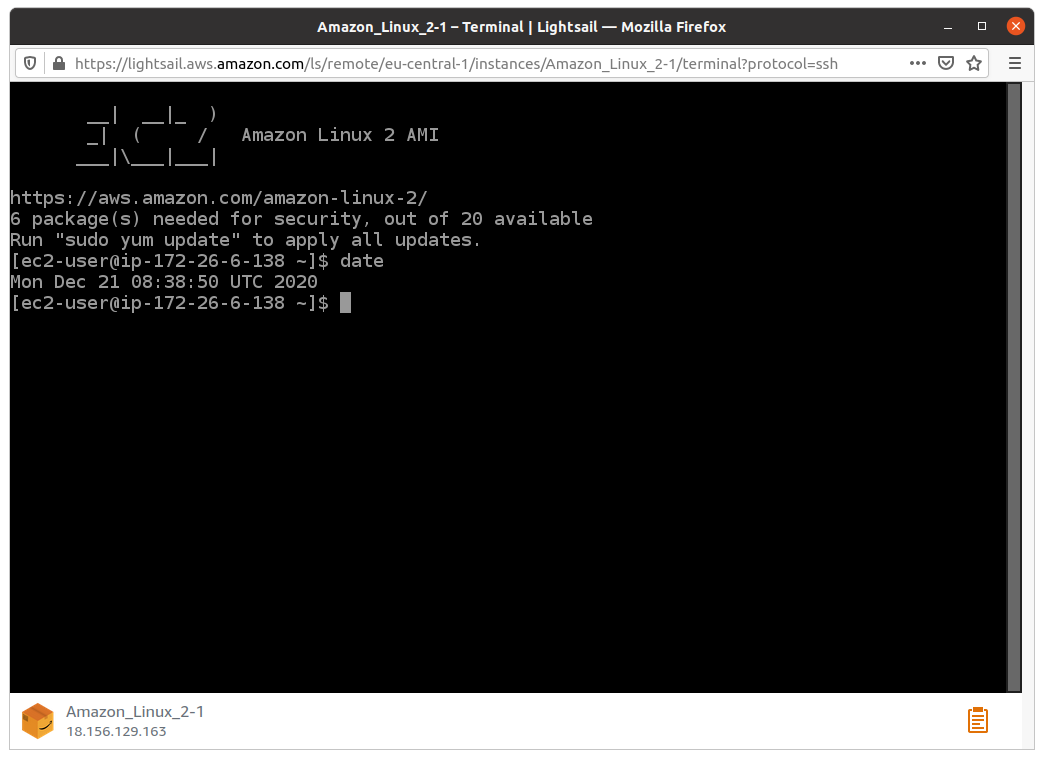 Amazon_Linux_2-1 – Terminal | Lightsail — Mozilla Firefox
https://lightsail.aws.amazon.com/ls/remote/eu-central-1/instances/Amazon_Linux_2-1/terminal?protocol=ssh
       __|  __|_  )
       _|  (     /   Amazon Linux 2 AMI
      ___|\___|___|
https://aws.amazon.com/amazon-linux-2/
6 package(s) needed for security, out of 20 available
Run "sudo yum update" to apply all updates.
[ec2-user@ip-172-26-6-138 ~]$ date
Mon Dec 21 08:38:50 UTC 2020
[ec2-user@ip-172-26-6-138 ~]$
Amazon_Linux_2-1
18.156.129.163